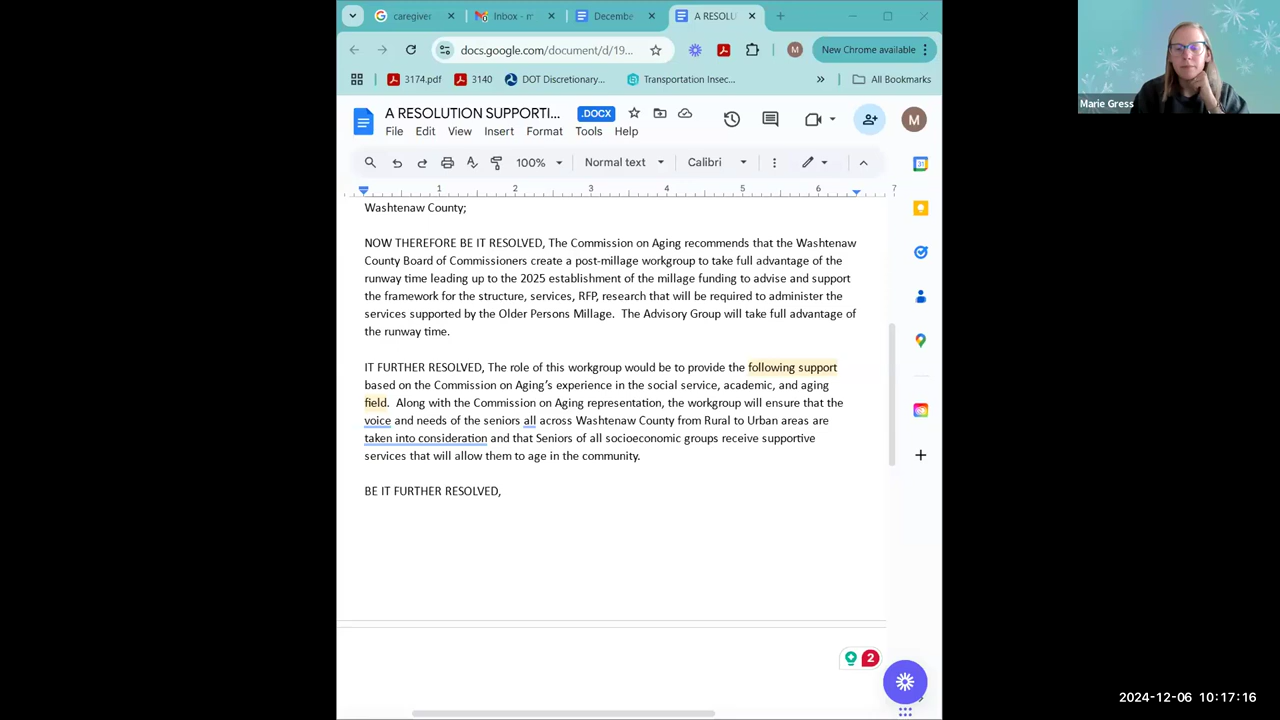 caregiver
Inbox - m
Decembe
A RESOLU
docs.google.com/document/d/19...
M
New Chrome available
3174.pdf
3140
DOT Discretionary...
Transportation Insec...
»
All Bookmarks
A RESOLUTION SUPPORTI...
.DOCX
File Edit View Insert Format Tools Help
M
100%
Normal text
Calibri
1 2 3 4 5 6 7
31
Washtenaw County;
NOW THEREFORE BE IT RESOLVED, The Commission on Aging recommends that the Washtenaw
County Board of Commissioners create a post-millage workgroup to take full advantage of the
runway time leading up to the 2025 establishment of the millage funding to advise and support
the framework for the structure, services, RFP, research that will be required to administer the
services supported by the Older Persons Millage. The Advisory Group will take full advantage of
the runway time.
IT FURTHER RESOLVED, The role of this workgroup would be to provide the following support
based on the Commission on Aging's experience in the social service, academic, and aging
field. Along with the Commission on Aging representation, the workgroup will ensure that the
voice and needs of the seniors all across Washtenaw County from Rural to Urban areas are
taken into consideration and that Seniors of all socioeconomic groups receive supportive
services that will allow them to age in the community.
BE IT FURTHER RESOLVED,
2
Marie Gress
2024-12-06 10:17:16